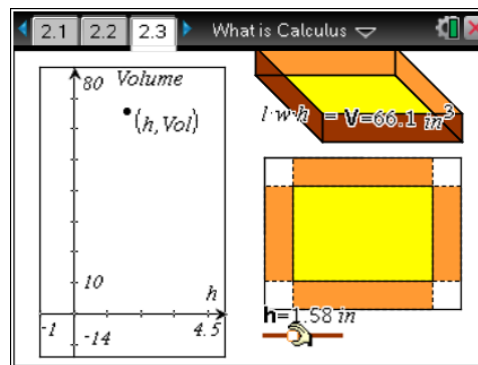 2.1 2.2 2.3 What is Calculus
80 Volume
(h,Vol)
10
h
-1
-14
4.5
l·w·h = V=66.1 in³
h=1.58 in